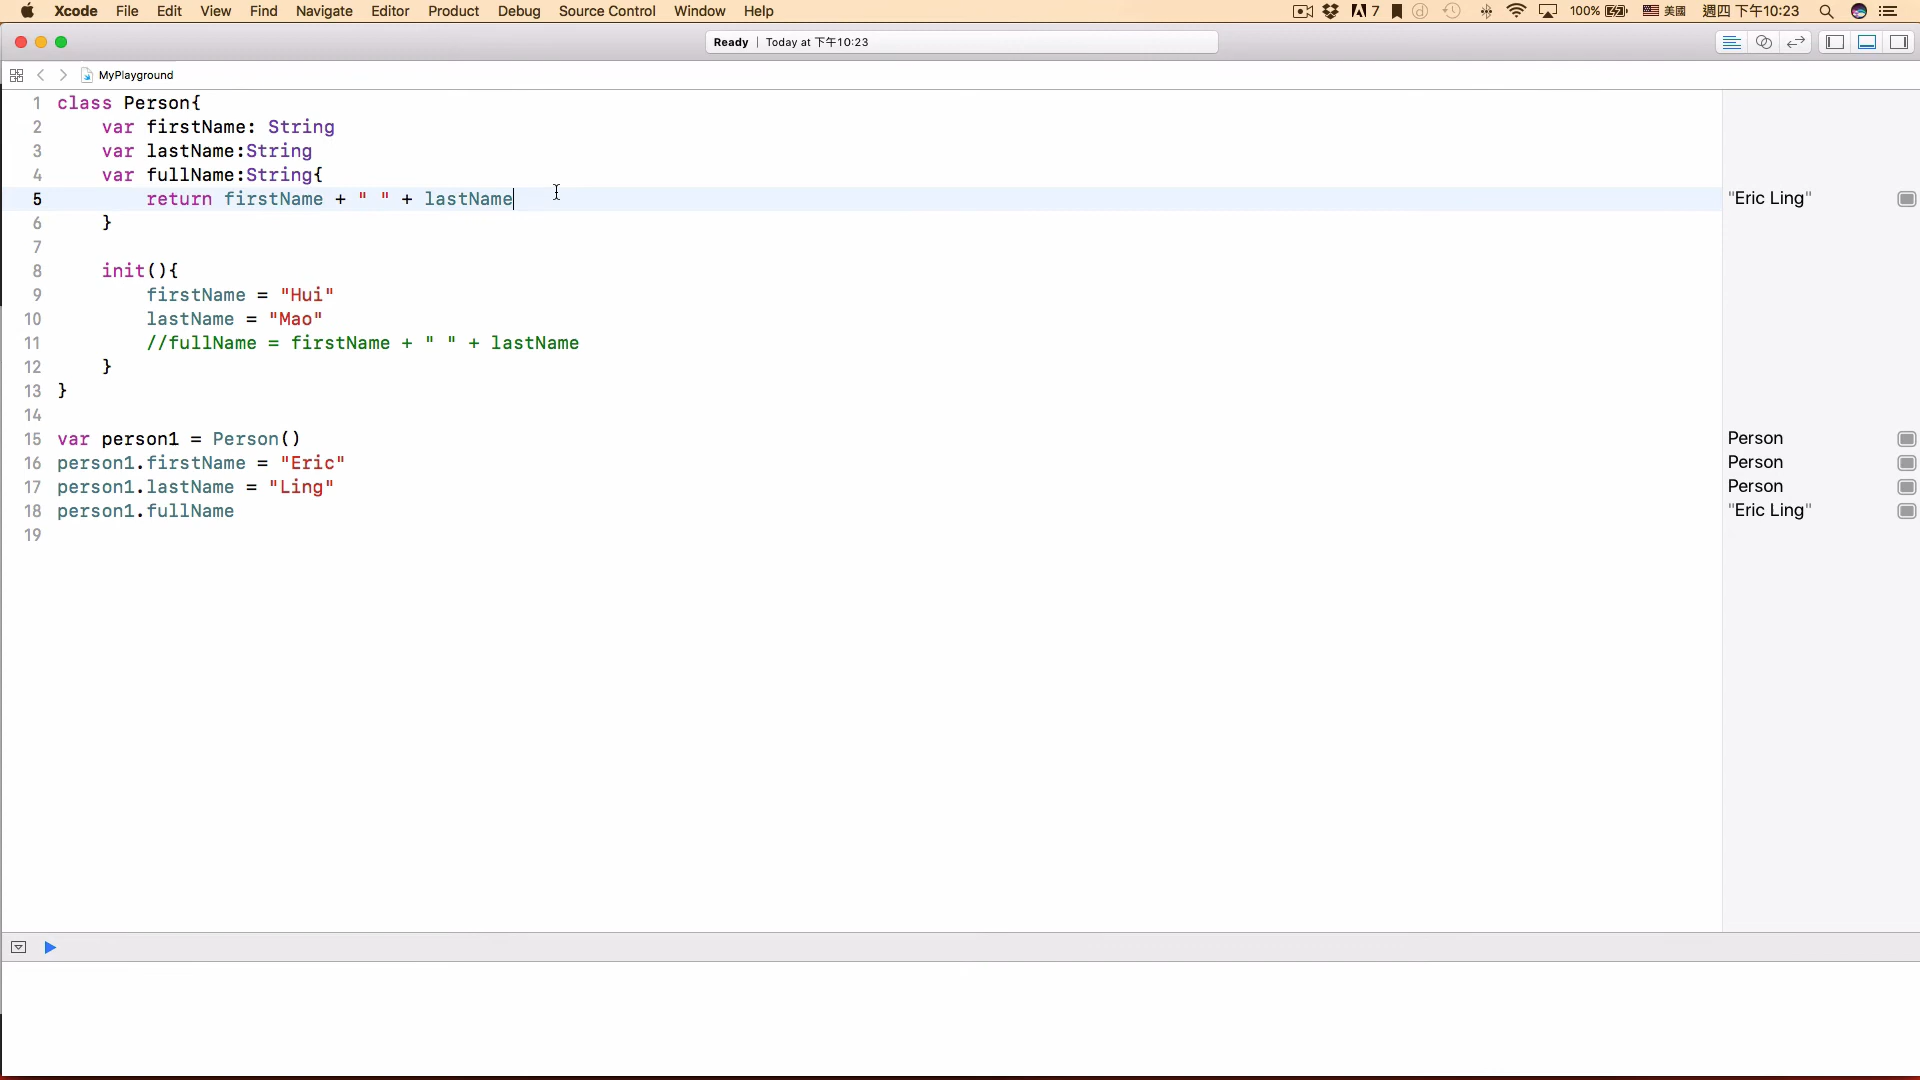 Xcode File Edit View Find Navigate Editor Product Debug Source Control Window Help 7 100% 美國 週四 下午10:23
Ready | Today at 下午10:23
MyPlayground
1 class Person{
2 var firstName: String
3 var lastName:String
4 var fullName:String{
5 return firstName + " " + lastName "Eric Ling"
6 }
7
8 init(){
9 firstName = "Hui"
10 lastName = "Mao"
11 //fullName = firstName + " " + lastName
12 }
13 }
14
15 var person1 = Person() Person
16 person1.firstName = "Eric" Person
17 person1.lastName = "Ling" Person
18 person1.fullName "Eric Ling"
19